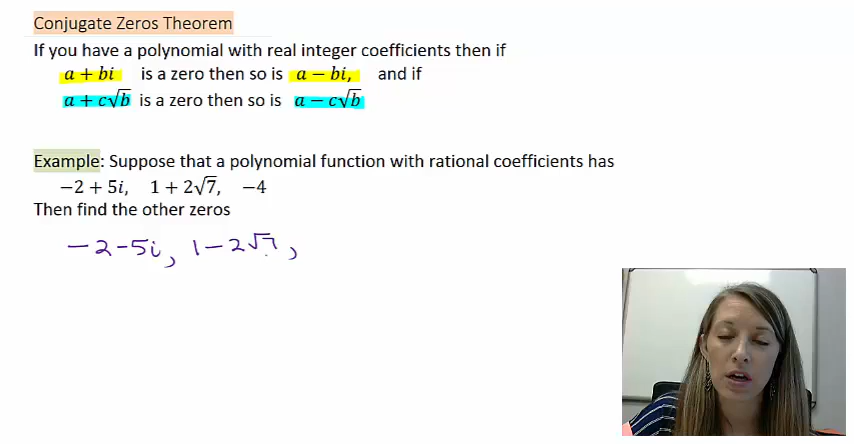 Conjugate Zeros Theorem
If you have a polynomial with real integer coefficients then if
a + bi is a zero then so is a − bi, and if
a + c√b is a zero then so is a − c√b
Example: Suppose that a polynomial function with rational coefficients has
−2 + 5i, 1 + 2√7, −4
Then find the other zeros
−2−5i, 1−2√7,